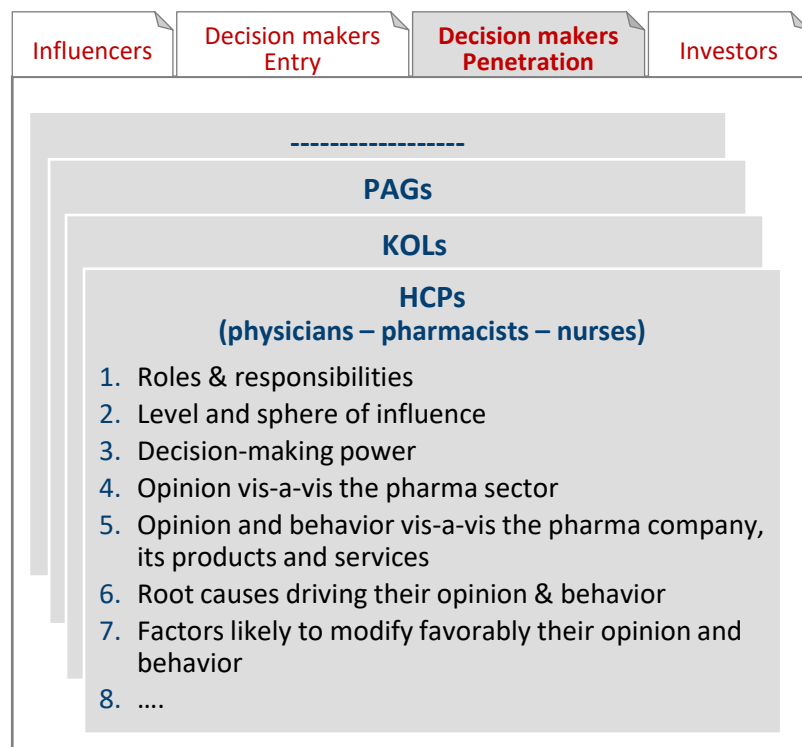 Influencers
Decision makers
Entry
Decision makers
Penetration
Investors
------------------
PAGs
KOLs
HCPs
(physicians – pharmacists – nurses)
1. Roles & responsibilities
2. Level and sphere of influence
3. Decision-making power
4. Opinion vis-a-vis the pharma sector
5. Opinion and behavior vis-a-vis the pharma company,
its products and services
6. Root causes driving their opinion & behavior
7. Factors likely to modify favorably their opinion and
behavior
8. ....